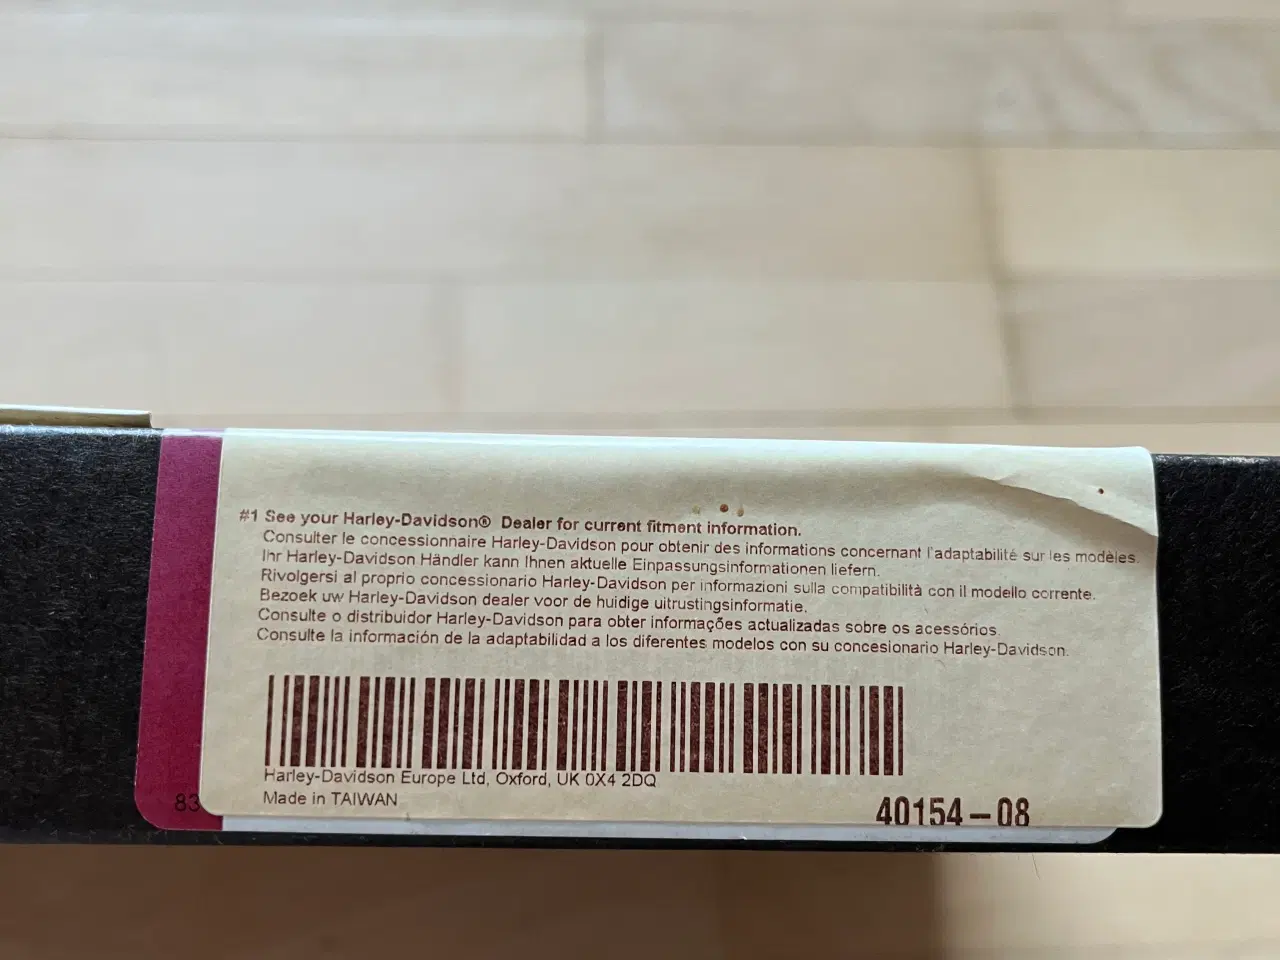 #1 See your Harley-Davidson® Dealer for current fitment information.
Consulter le concessionnaire Harley-Davidson pour obtenir des informations concernant l'adaptabilité sur les modèles.
Ihr Harley-Davidson Händler kann Ihnen aktuelle Einpassungsinformationen liefern.
Rivolgersi al proprio concessionario Harley-Davidson per informazioni sulla compatibilità con il modello corrente.
Bezoek uw Harley-Davidson dealer voor de huidige uitrustingsinformatie.
Consulte o distribuidor Harley-Davidson para obter informações actualizadas sobre os acessórios.
Consulte la información de la adaptabilidad a los diferentes modelos con su concesionario Harley-Davidson.
Harley-Davidson Europe Ltd, Oxford, UK 0X4 2DQ
Made in TAIWAN
83
40154-08